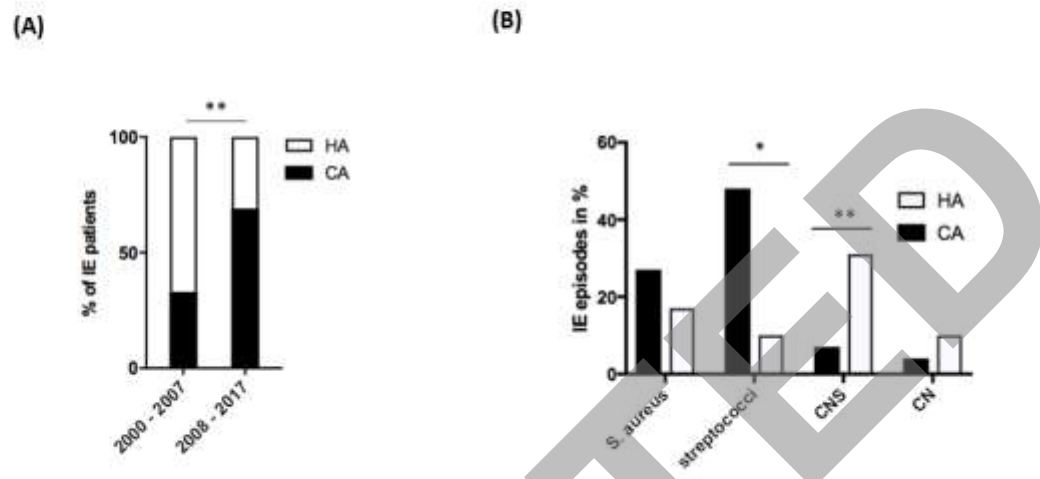 (A)
**
100
50
0
% of IE patients
HA
CA
2000 - 2007
2008 - 2017
(B)
60
40
20
0
IE episodes in %
*
**
HA
CA
S. aureus
streptococci
CNS
CN
TED